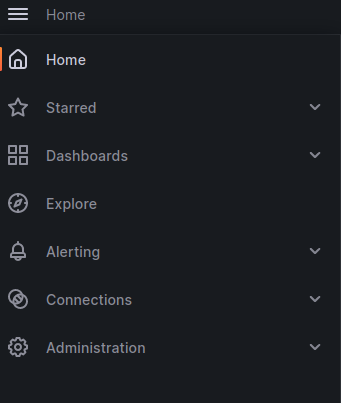 Home
Home
Starred
Dashboards
Explore
Alerting
Connections
Administration